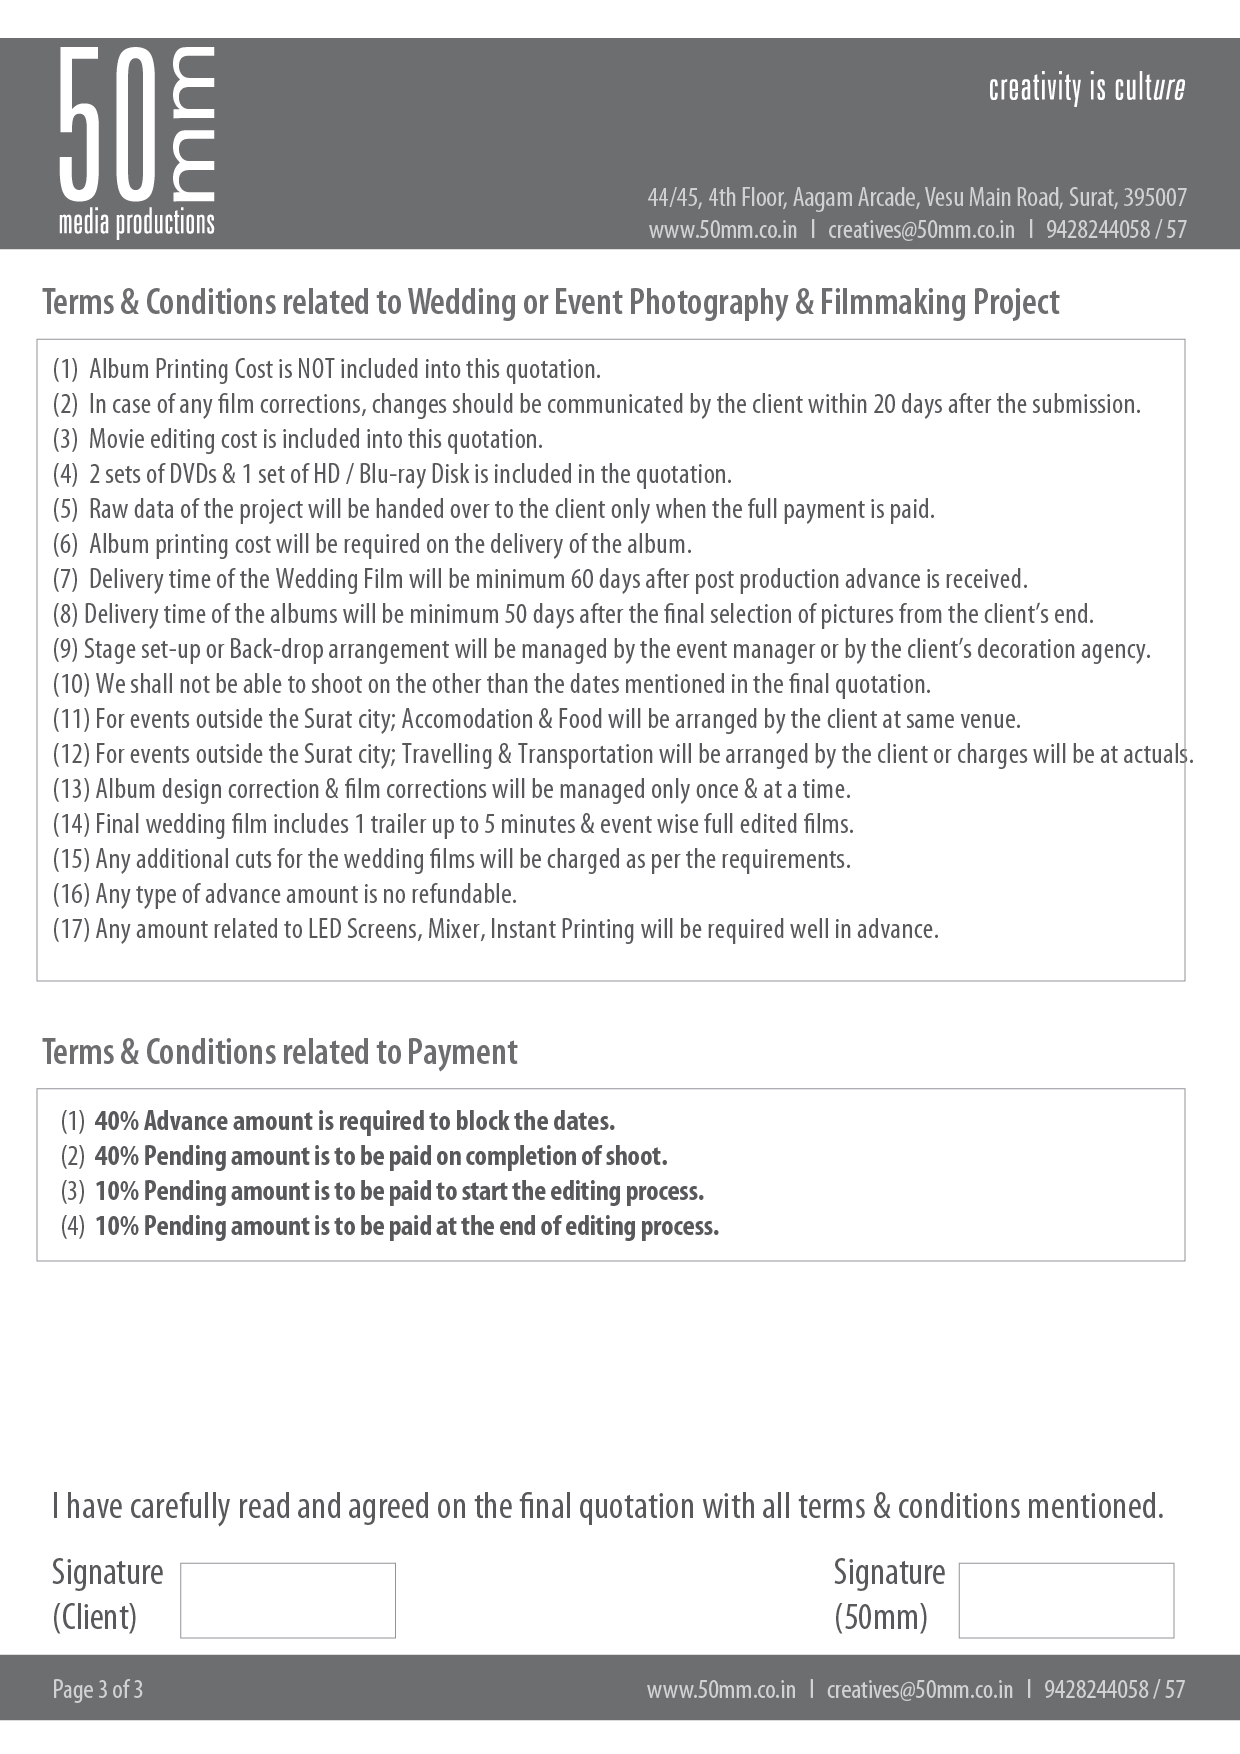 50mm
media productions
creativity is culture
44/45, 4th Floor, Aagam Arcade, Vesu Main Road, Surat, 395007
www.50mm.co.in I creatives@50mm.co.in I 9428244058 / 57
Terms & Conditions related to Wedding or Event Photography & Filmmaking Project
(1) Album Printing Cost is NOT included into this quotation.
(2) In case of any film corrections, changes should be communicated by the client within 20 days after the submission.
(3) Movie editing cost is included into this quotation.
(4) 2 sets of DVDs & 1 set of HD / Blu-ray Disk is included in the quotation.
(5) Raw data of the project will be handed over to the client only when the full payment is paid.
(6) Album printing cost will be required on the delivery of the album.
(7) Delivery time of the Wedding Film will be minimum 60 days after post production advance is received.
(8) Delivery time of the albums will be minimum 50 days after the final selection of pictures from the client's end.
(9) Stage set-up or Back-drop arrangement will be managed by the event manager or by the client's decoration agency.
(10) We shall not be able to shoot on the other than the dates mentioned in the final quotation.
(11) For events outside the Surat city; Accomodation & Food will be arranged by the client at same venue.
(12) For events outside the Surat city; Travelling & Transportation will be arranged by the client or charges will be at actuals.
(13) Album design correction & film corrections will be managed only once & at a time.
(14) Final wedding film includes 1 trailer up to 5 minutes & event wise full edited films.
(15) Any additional cuts for the wedding films will be charged as per the requirements.
(16) Any type of advance amount is no refundable.
(17) Any amount related to LED Screens, Mixer, Instant Printing will be required well in advance.
Terms & Conditions related to Payment
(1) 40% Advance amount is required to block the dates.
(2) 40% Pending amount is to be paid on completion of shoot.
(3) 10% Pending amount is to be paid to start the editing process.
(4) 10% Pending amount is to be paid at the end of editing process.
I have carefully read and agreed on the final quotation with all terms & conditions mentioned.
Signature
(Client)
Signature
(50mm)
Page 3 of 3
www.50mm.co.in I creatives@50mm.co.in I 9428244058 / 57